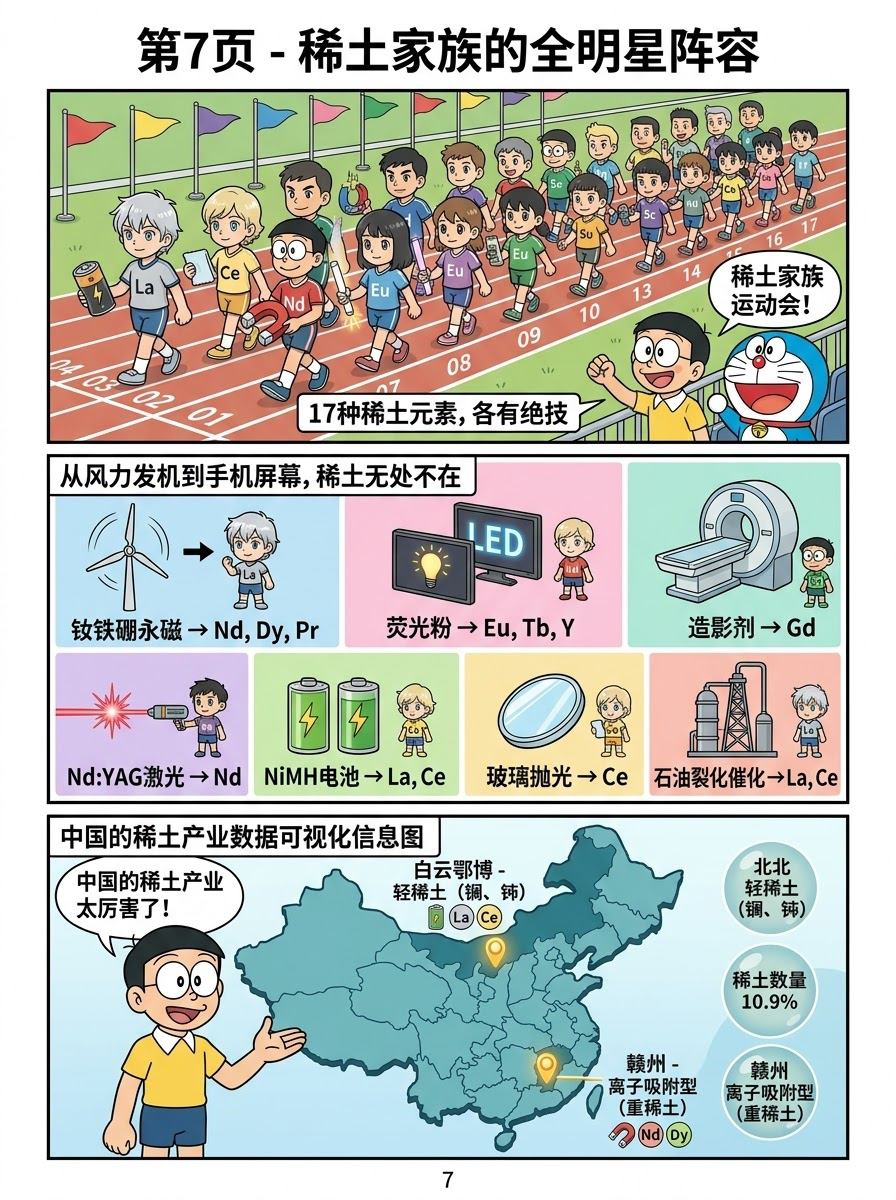 第7页 - 稀土家族的全明星阵容
La
Ce
Nd
Eu
Eu
Eu
Su
Sc
Sc
Nd
Ce
04
03
02
01
07
08
09
10
13
14
15
16
17
稀土家族
运动会！
17种稀土元素，各有绝技
从风力发机到手机屏幕，稀土无处不在
La
钕铁硼永磁 → Nd, Dy, Pr
LED
Nd
荧光粉 → Eu, Tb, Y
造影剂 → Gd
Nd:YAG激光 → Nd
NiMH电池 → La, Ce
玻璃抛光 → Ce
石油裂化催化→La, Ce
中国的稀土产业数据可视化信息图
中国的稀土产业
太厉害了！
白云鄂博 -
轻稀土（镧、铈）
La Ce
赣州 -
离子吸附型
（重稀土）
Nd Dy
北北
轻稀土
（镧、铈）
稀土数量
10.9%
赣州
离子吸附型
（重稀土）
7